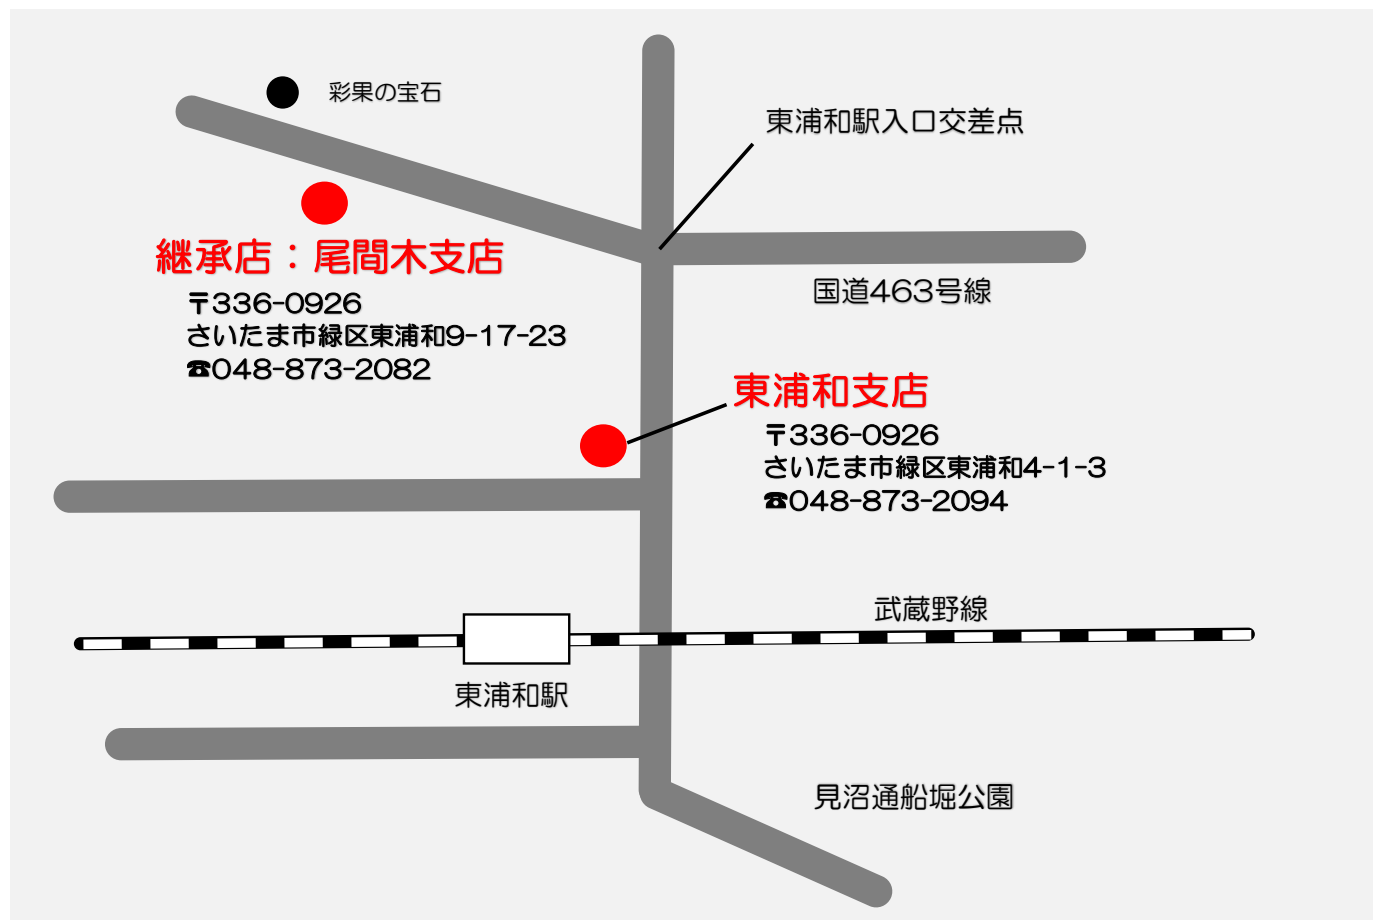 彩果の宝石
東浦和駅入口交差点
継承店：尾間木支店
〒336-0926
さいたま市緑区東浦和9-17-23
☎048-873-2082
国道463号線
東浦和支店
〒336-0926
さいたま市緑区東浦和4-1-3
☎048-873-2094
武蔵野線
東浦和駅
見沼通船堀公園